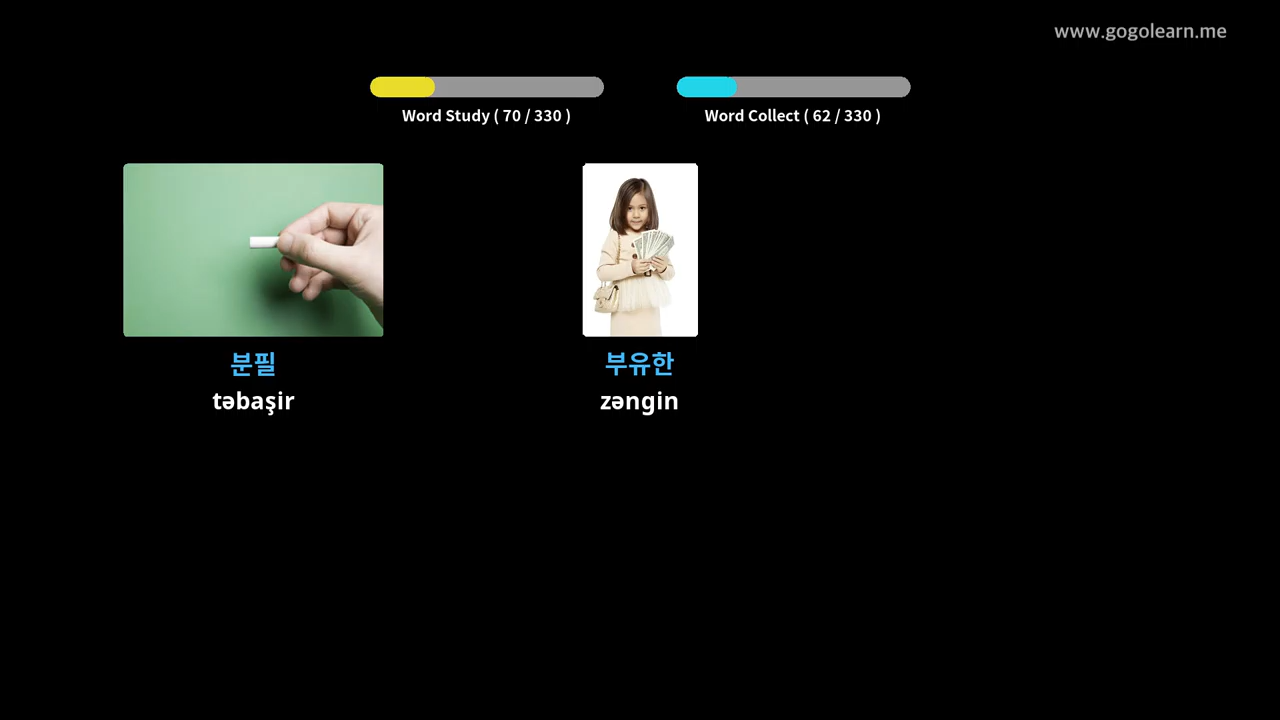 www.gogolearn.me
Word Study ( 70 / 330 )
Word Collect ( 62 / 330 )
분필
təbaşir
부유한
zəngin